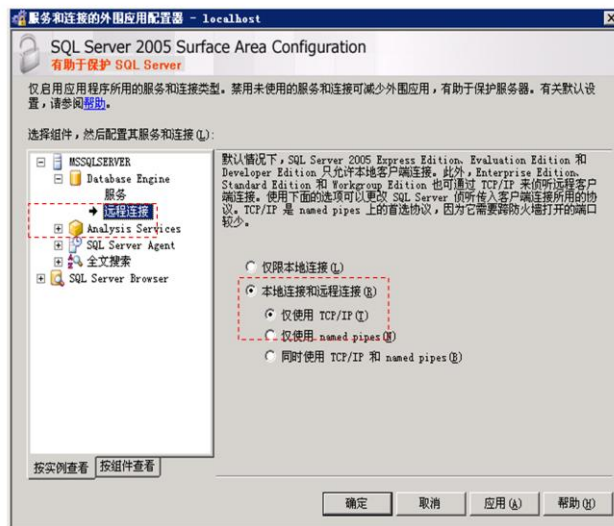 服务和连接的外围应用配置器 - localhost
SQL Server 2005 Surface Area Configuration
有助于保护 SQL Server
仅启用应用程序所用的服务和连接类型。禁用未使用的服务和连接可减少外围应用，有助于保护服务器。有关默认设
置，请参阅帮助。
选择组件，然后配置其服务和连接(L):
MSSQLSERVER
Database Engine
服务
远程连接
Analysis Services
SQL Server Agent
全文搜索
SQL Server Browser
按实例查看 按组件查看
默认情况下，SQL Server 2005 Express Edition、Evaluation Edition 和
Developer Edition 只允许本地客户端连接。此外，Enterprise Edition、
Standard Edition 和 Workgroup Edition 也可通过 TCP/IP 来侦听远程客户
端连接。使用下面的选项可以更改 SQL Server 侦听传入客户端连接所用的协
议。TCP/IP 是 named pipes 上的首选协议，因为它需要跨防火墙打开的端口
较少。
仅限本地连接(L)
本地连接和远程连接(R)
仅使用 TCP/IP(T)
仅使用 named pipes(N)
同时使用 TCP/IP 和 named pipes(B)
确定 取消 应用(A) 帮助(H)